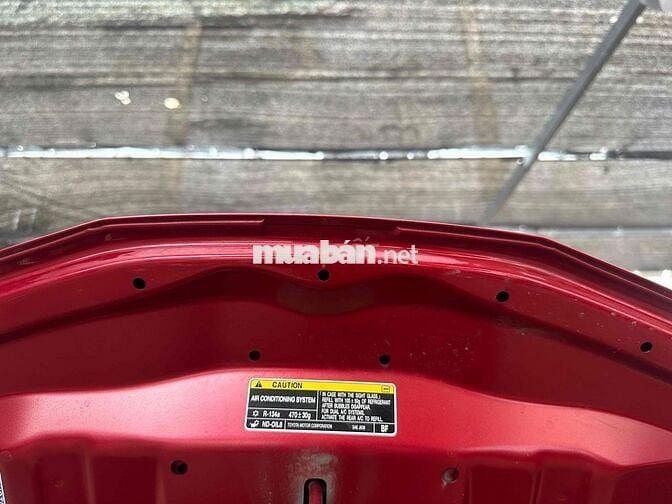 muabán.net
CAUTION
AIR CONDITIONING SYSTEM
R-134a 470±30g
ND-OIL8
TOYOTA MOTOR CORPORATION
[ IN CASE WITH THE SIGHT GLASS ]
REFILL WITH 100±50g OF REFRIGERANT
AFTER BUBBLES DISAPPEAR.
FOR DUAL A/C SYSTEMS,
ACTIVATE THE REAR A/C TO REFILL.
BF